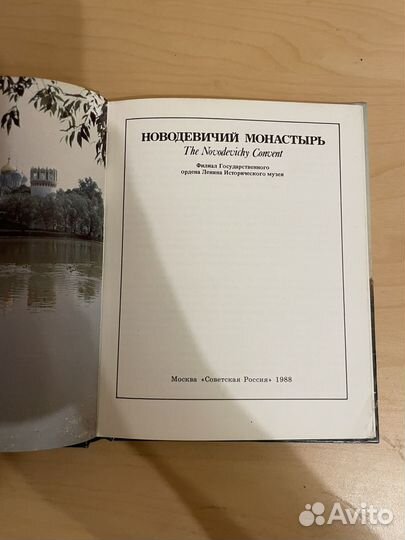 НОВОДЕВИЧИЙ МОНАСТЫРЬ
The Novodevichy Convent
Филиал Государственного
ордена Ленина Исторического музея
Москва «Советская Россия» 1988
Avito